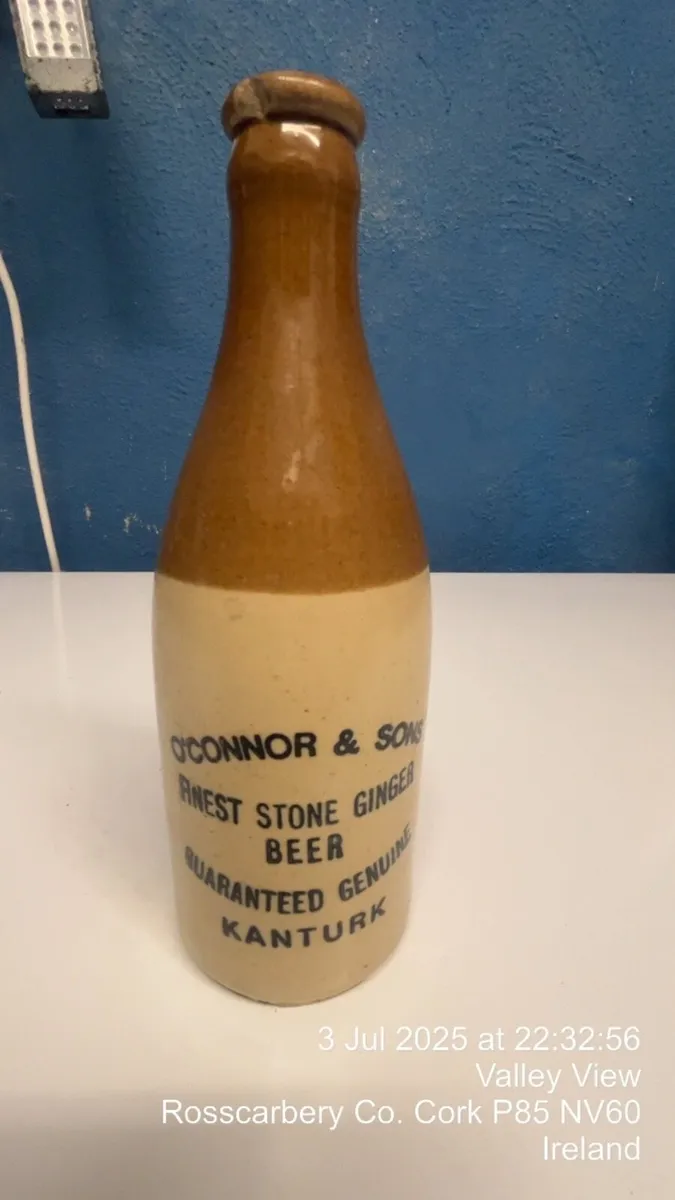 O'CONNOR & SONS
FINEST STONE GINGER
BEER
GUARANTEED GENUINE
KANTURK
3 Jul 2025 at 22:32:56
Valley View
Rosscarbery Co. Cork P85 NV60
Ireland